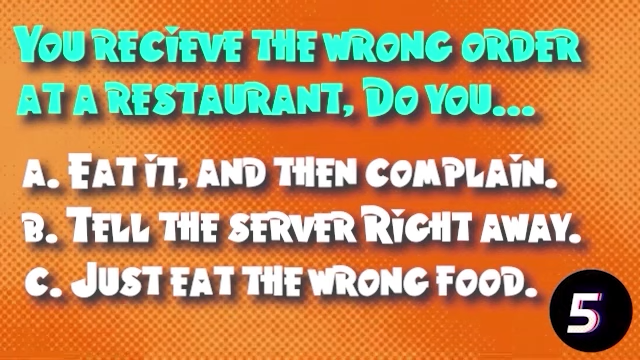 You recieve the wrong order
at a restaurant, Do you...
a. Eat it, and then complain.
b. Tell the server Right away.
c. Just eat the wrong food.
5